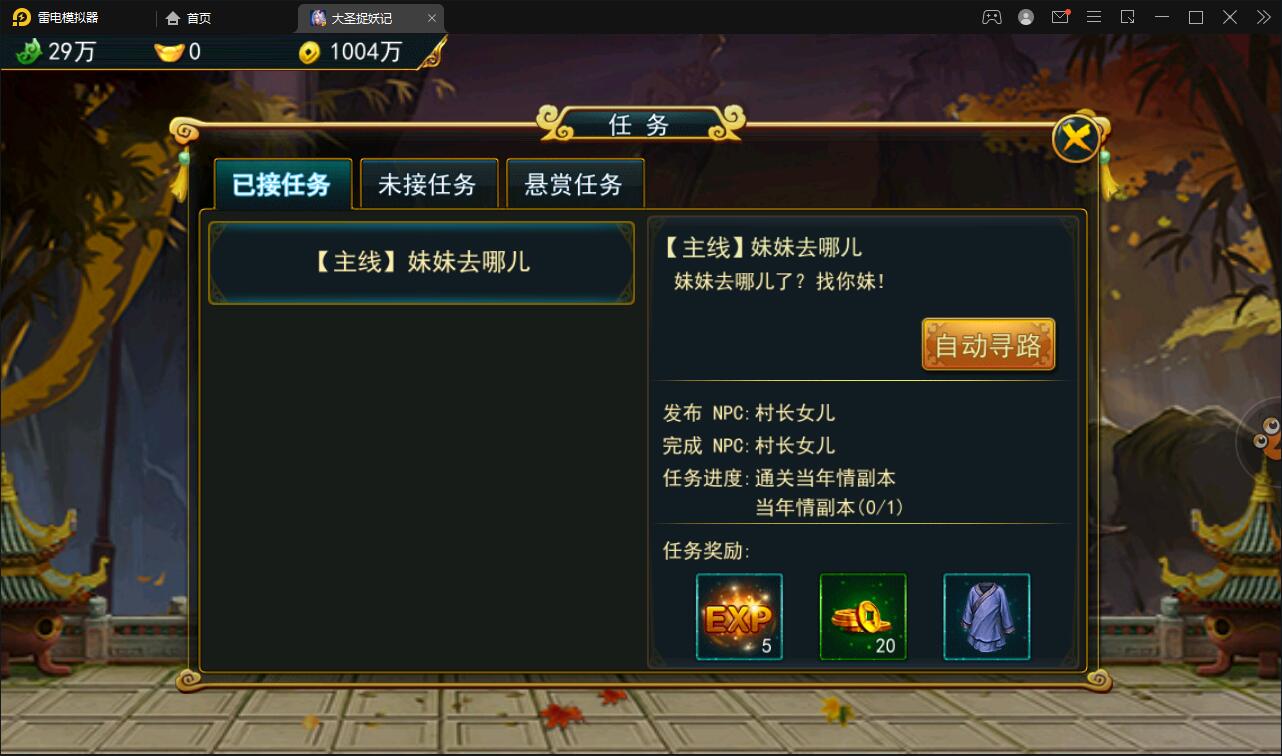 雷电模拟器
首页
大圣捉妖记
29万
0
1004万
任务
已接任务
未接任务
悬赏任务
【主线】妹妹去哪儿
【主线】妹妹去哪儿
妹妹去哪儿了？找你妹!
自动寻路
发布 NPC: 村长女儿
完成 NPC: 村长女儿
任务进度: 通关当年情副本
当年情副本(0/1)
任务奖励:
EXP
5
20